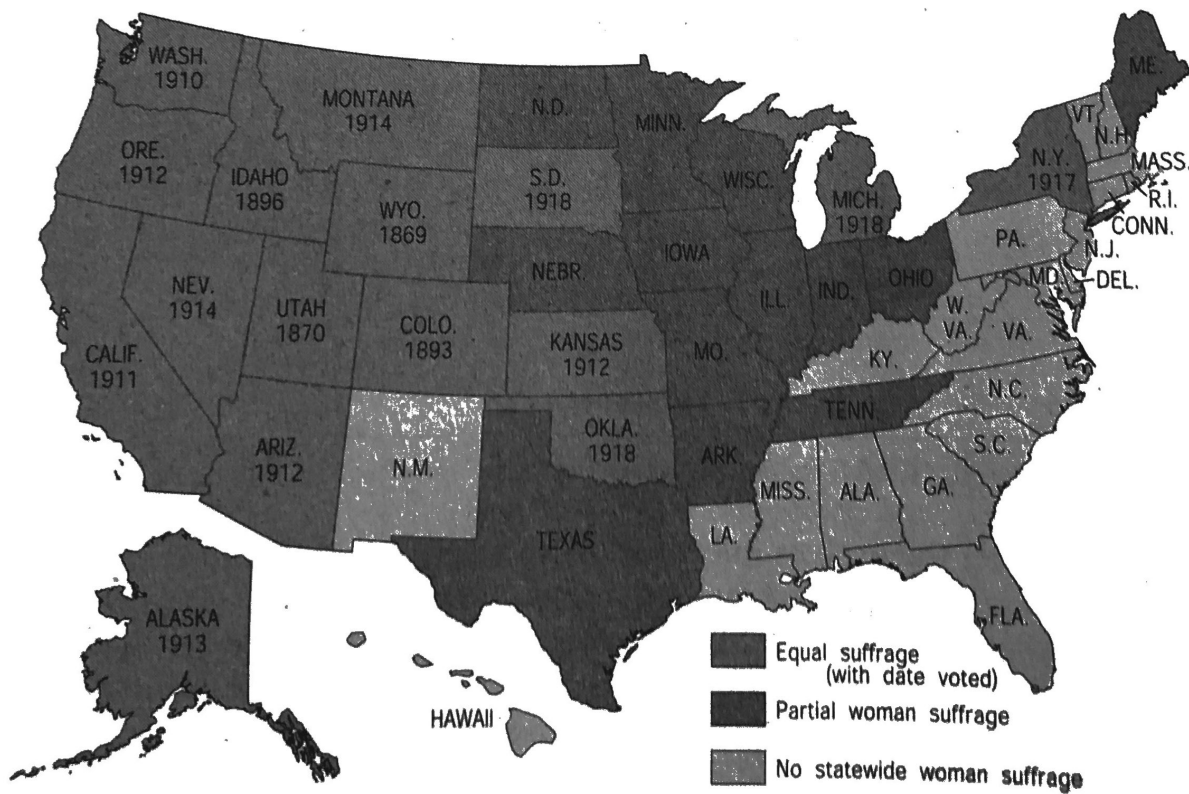 WASH.
1910
MONTANA
1914
N.D.
MINN.
ME.
VT.
N.H.
ORE.
1912
IDAHO
1896
WYO.
1869
S.D.
1918
WISC.
MICH.
1918
N.Y.
1917
MASS.
R.I.
CONN.
NEV.
1914
UTAH
1870
COLO.
1893
NEBR.
IOWA
ILL.
IND.
OHIO
PA.
N.J.
MD.
DEL.
W.
VA.
VA.
CALIF.
1911
KANSAS
1912
MO.
KY.
N.C.
TENN.
ARIZ.
1912
N.M.
OKLA.
1918
ARK.
S.C.
MISS.
ALA.
GA.
TEXAS
LA.
FLA.
ALASKA
1913
HAWAII
Equal suffrage
(with date voted)
Partial woman suffrage
No statewide woman suffrage